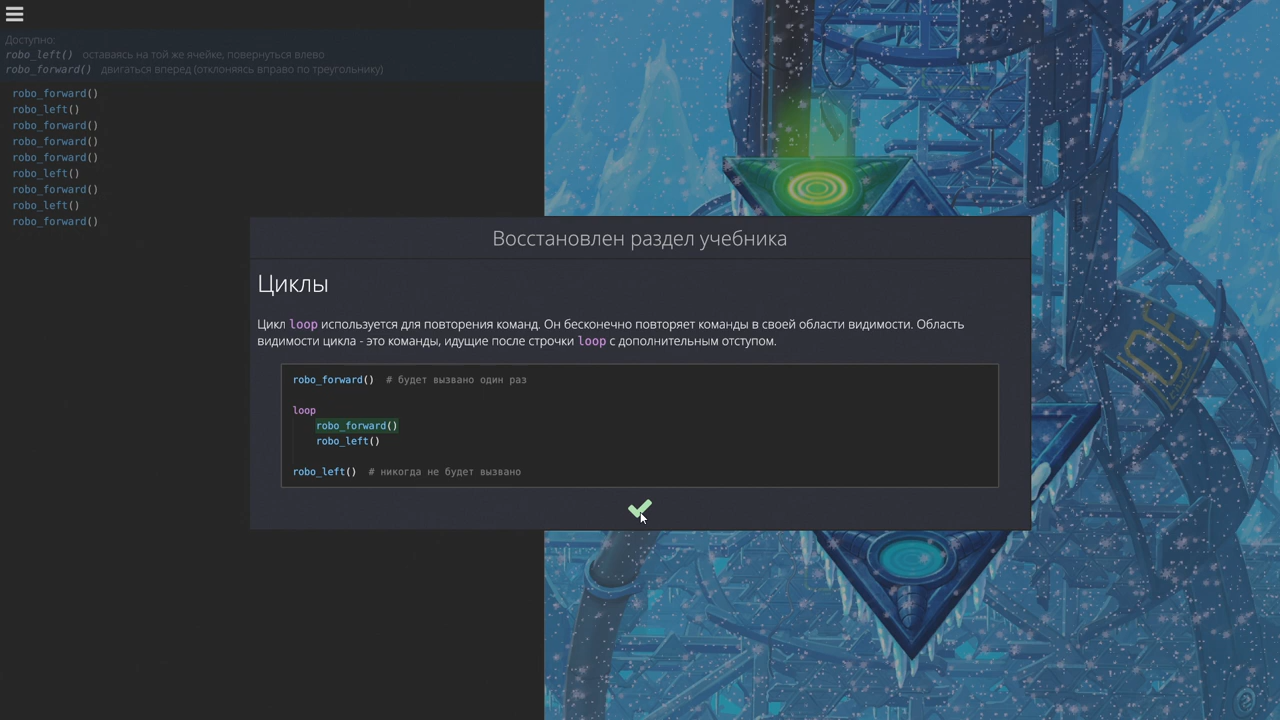 Доступно:
robo_left() оставаясь на той же ячейке, повернуться влево
robo_forward() двигаться вперед (отклоняясь вправо по треугольнику)
robo_forward()
robo_left()
robo_forward()
robo_forward()
robo_forward()
robo_left()
robo_forward()
robo_left()
robo_forward()
Восстановлен раздел учебника
Циклы
Цикл loop используется для повторения команд. Он бесконечно повторяет команды в своей области видимости. Область
видимости цикла - это команды, идущие после строчки loop с дополнительным отступом.
robo_forward() # будет вызвано один раз
loop
robo_forward()
robo_left()
robo_left() # никогда не будет вызвано